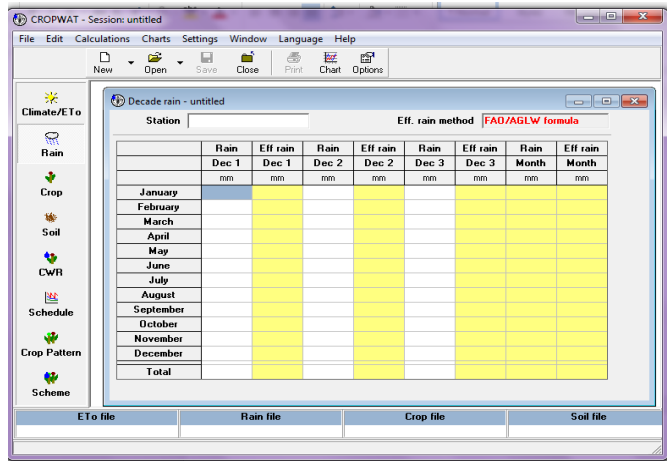 CROPWAT - Session: untitled
File Edit Calculations Charts Settings Window Language Help
New Open Save Close Print Chart Options
Climate/ETo
Rain
Crop
Soil
CWR
Schedule
Crop Pattern
Scheme
Decade rain - untitled
Station Eff. rain method FAO/AGLW formula
Rain Eff rain Rain Eff rain Rain Eff rain Rain Eff rain
Dec 1 Dec 1 Dec 2 Dec 2 Dec 3 Dec 3 Month Month
mm mm mm mm mm mm mm mm
January
February
March
April
May
June
July
August
September
October
November
December
Total
ETo file Rain file Crop file Soil file